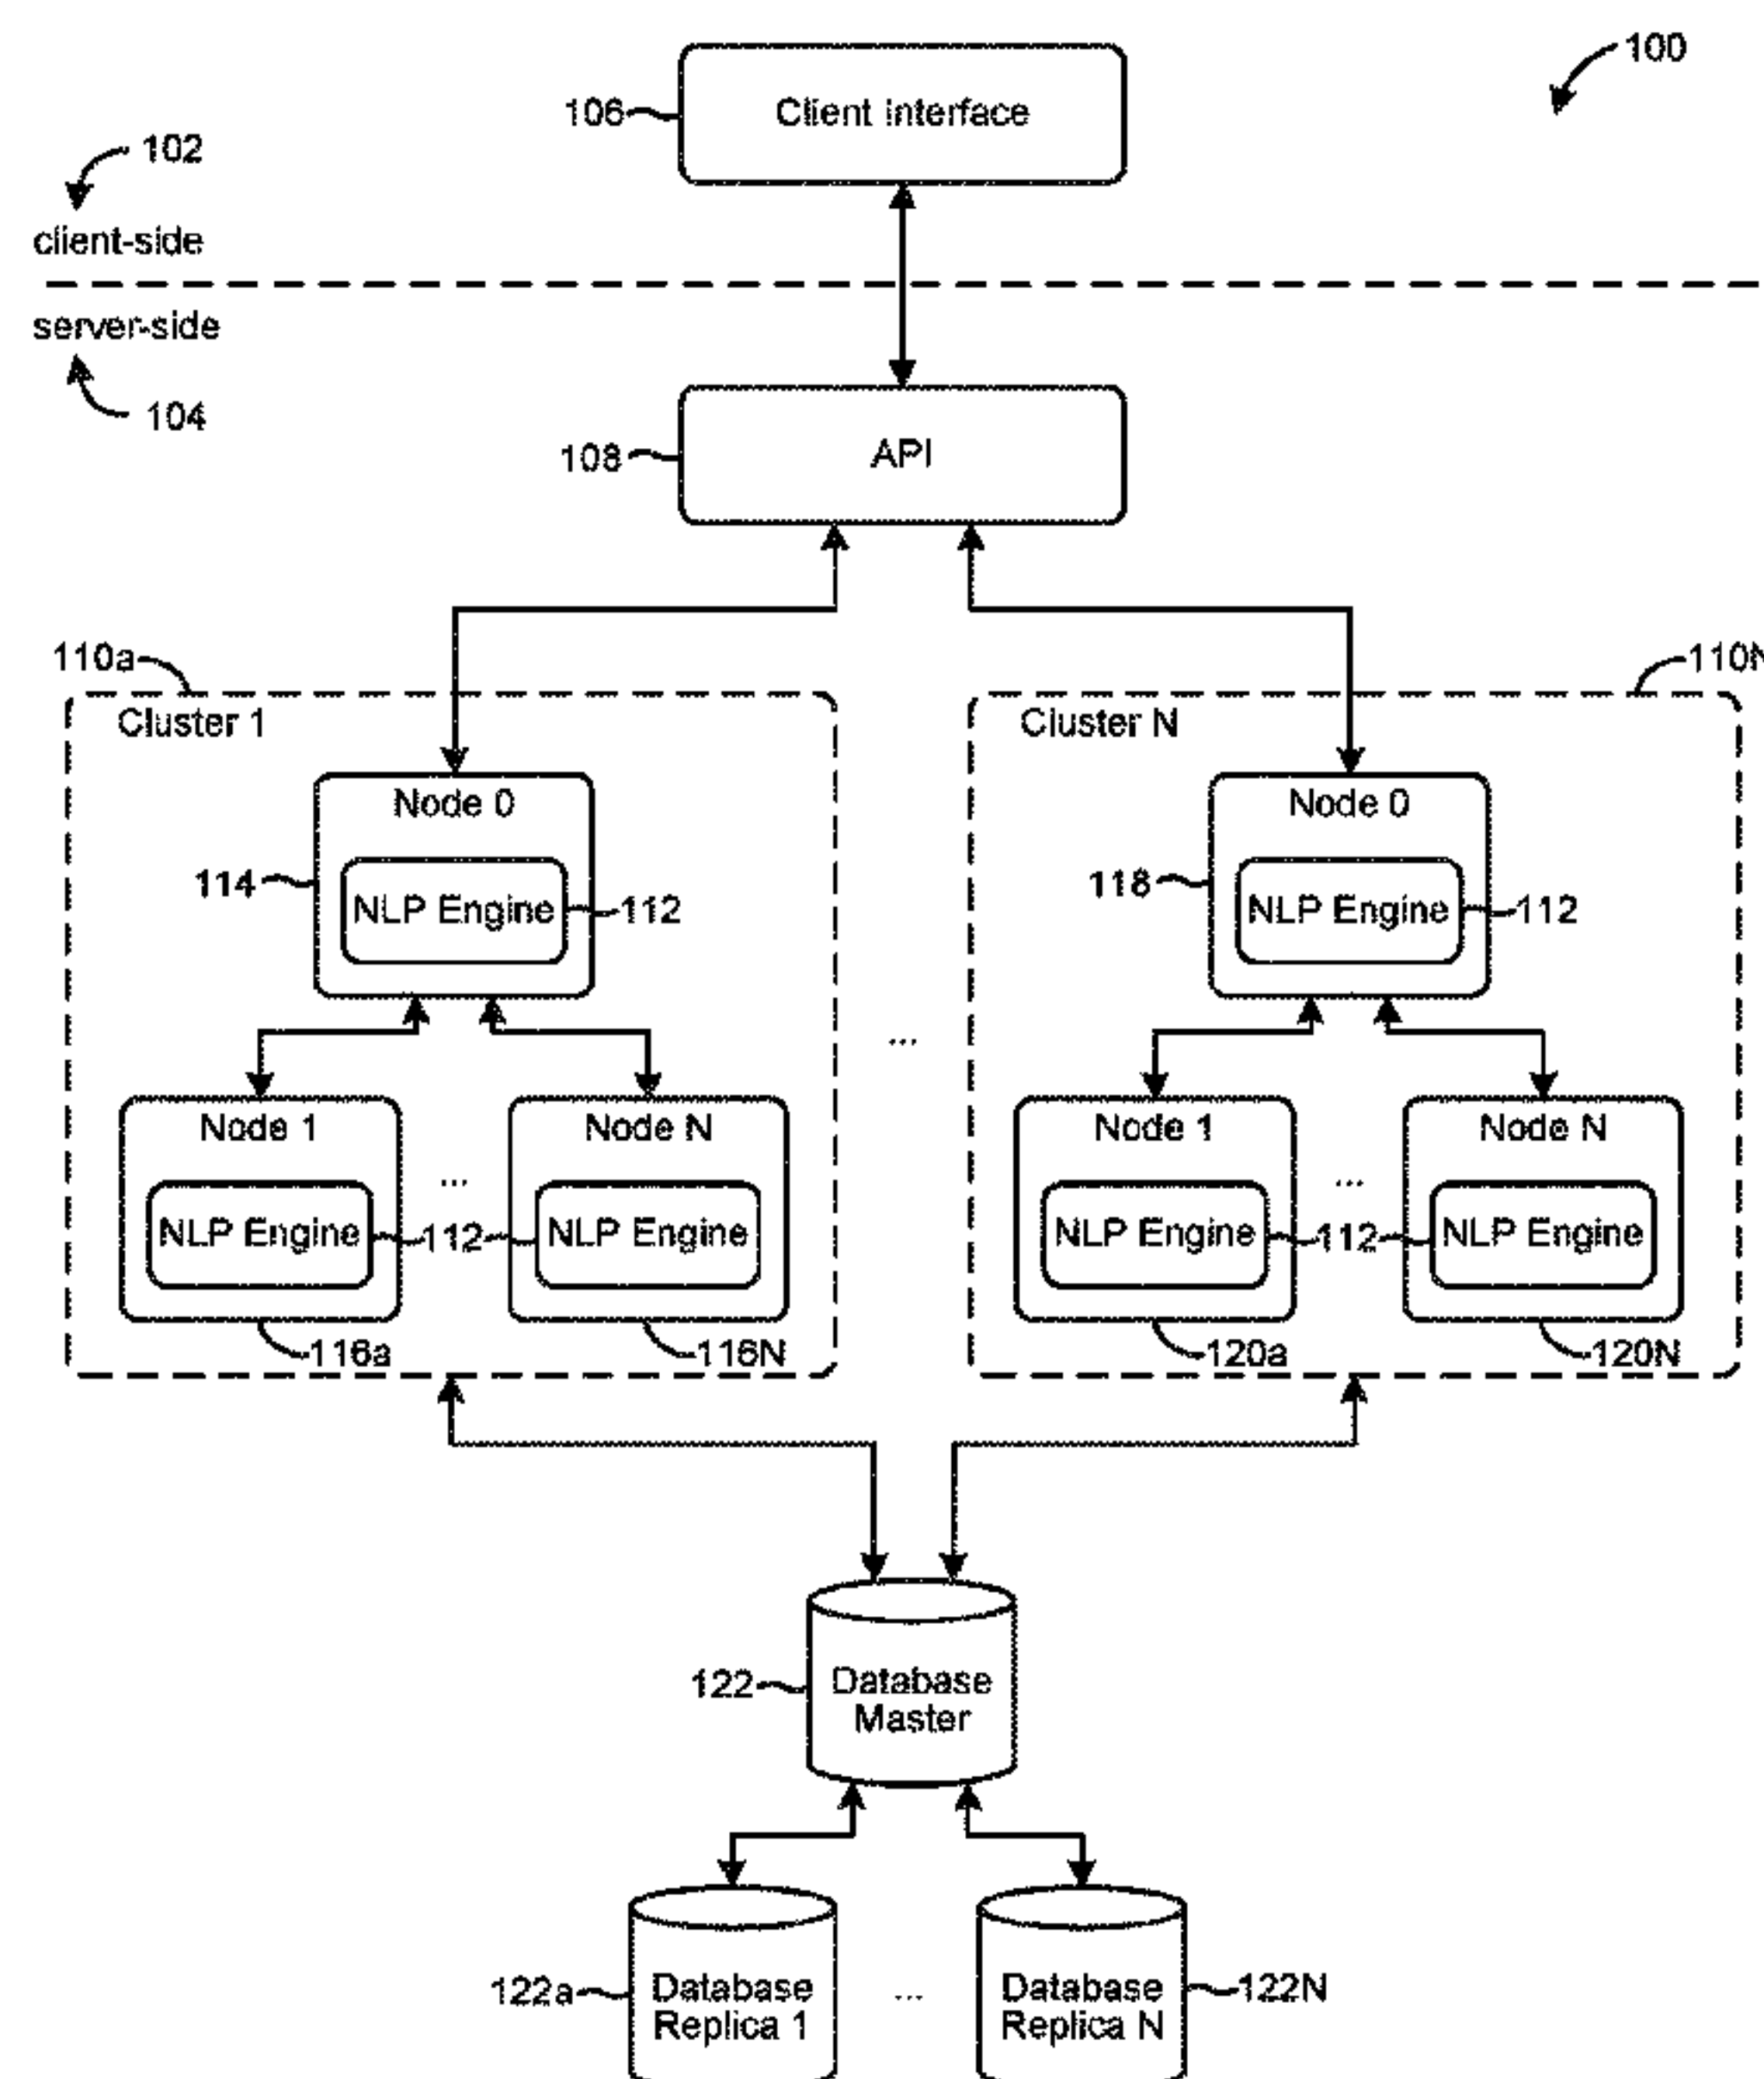 100
106
Client interface
102
client-side
server-side
104
108
API
110a
110N
Cluster 1
Cluster N
Node 0
Node 0
114
NLP Engine
112
118
NLP Engine
112
...
Node 1
Node N
Node 1
Node N
...
...
NLP Engine
112
NLP Engine
NLP Engine
112
NLP Engine
116a
116N
120a
120N
122
Database
Master
122a
Database
Replica 1
...
Database
Replica N
122N